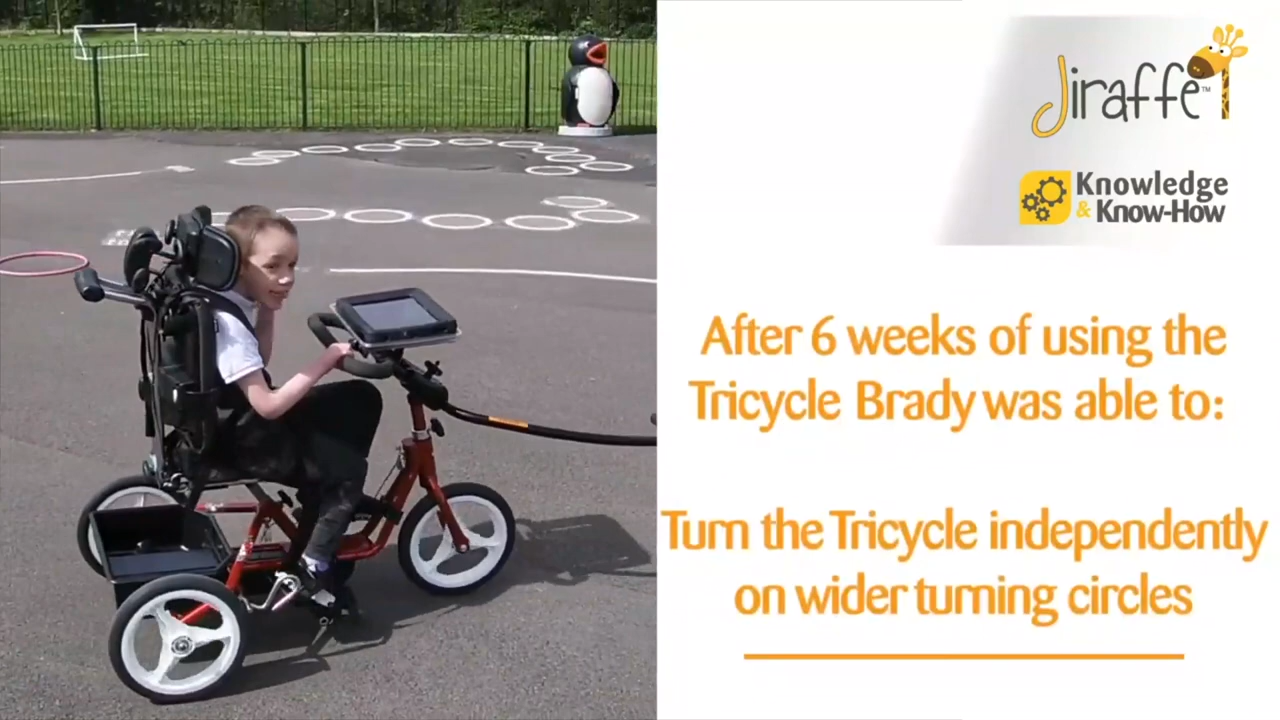 Jiraffe™
Knowledge
& Know-How
After 6 weeks of using the
Tricycle Brady was able to:
Turn the Tricycle independently
on wider turning circles